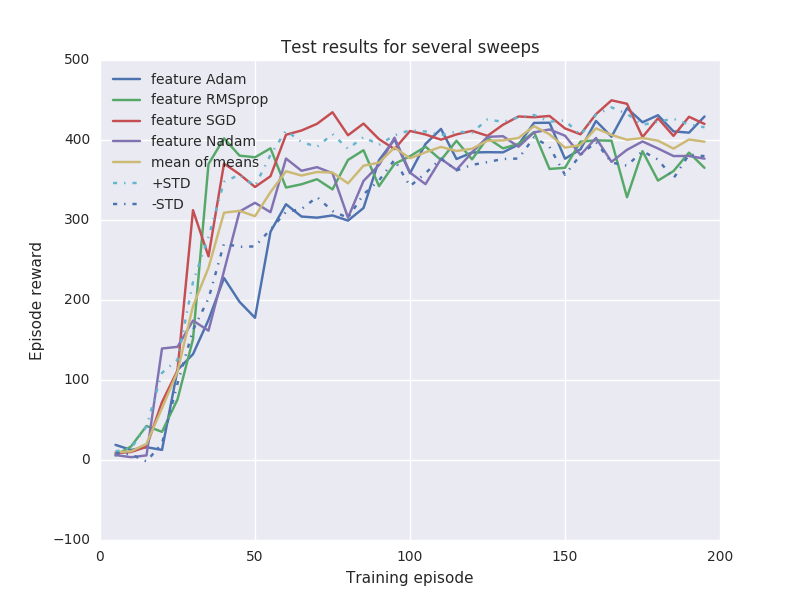 Test results for several sweeps
500
400
300
200
100
0
−100
Episode reward
feature Adam
feature RMSprop
feature SGD
feature Nadam
mean of means
+STD
-STD
0 50 100 150 200
Training episode